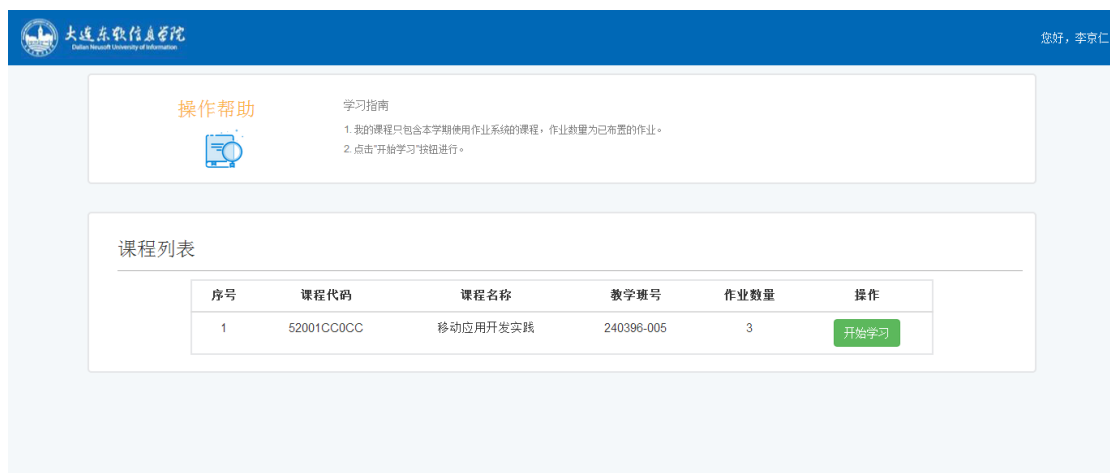 大连东软信息学院
Dalian Neusoft University of Information
您好，李京仁
操作帮助
学习指南
1. 我的课程只包含本学期使用作业系统的课程，作业数量为已布置的作业。
2. 点击"开始学习"按钮进行。
课程列表
序号 课程代码 课程名称 教学班号 作业数量 操作
1 52001CC0CC 移动应用开发实践 240396-005 3 开始学习